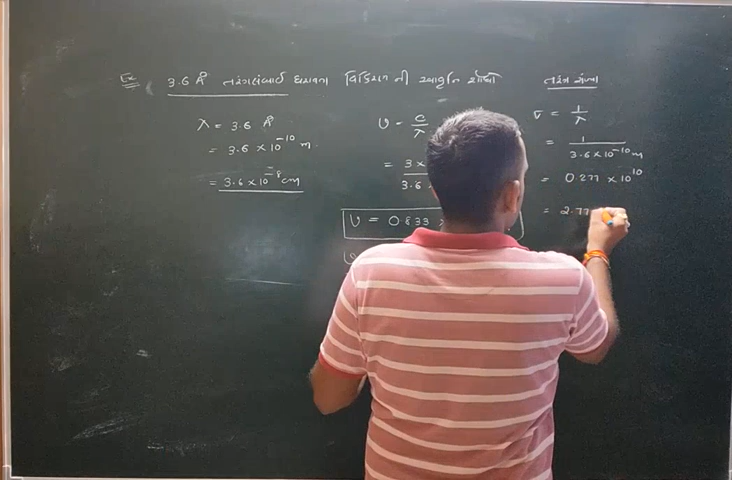 Ex 3.6 A° તરંગલંબાઈ ધરાવતા વિકિરણ ની આવૃત્તિ શોધો
તરંગ સંખ્યા
λ = 3.6 A°
= 3.6 × 10⁻¹⁰ m
= 3.6 × 10⁻⁸ cm
υ = c/λ
= 3 ×
3.6 ×
υ = 0.833
ν̄ = 1/λ
= 1/3.6 × 10⁻¹⁰ m
= 0.277 × 10¹⁰
= 2.77